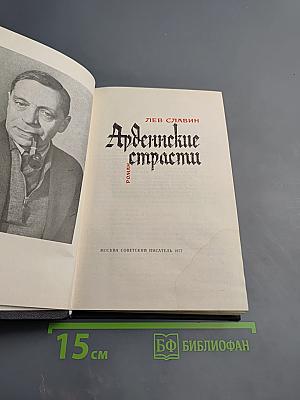 ЛЕВ СЛАВИН
Арденнские
страсти
РОМАН
МОСКВА СОВЕТСКИЙ ПИСАТЕЛЬ 1977
15 см
БФ БИБЛИОФАН